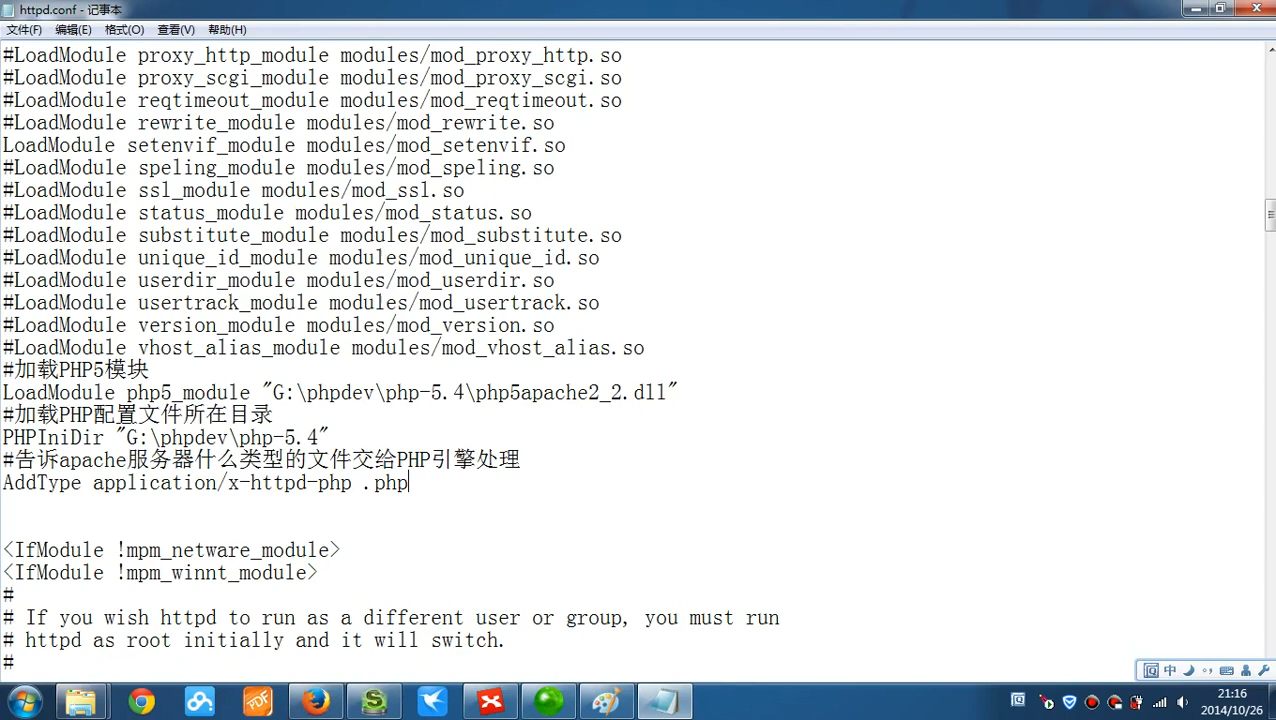 httpd.conf - 记事本
文件(F) 编辑(E) 格式(O) 查看(V) 帮助(H)
#LoadModule proxy_http_module modules/mod_proxy_http.so
#LoadModule proxy_scgi_module modules/mod_proxy_scgi.so
#LoadModule reqtimeout_module modules/mod_reqtimeout.so
#LoadModule rewrite_module modules/mod_rewrite.so
LoadModule setenvif_module modules/mod_setenvif.so
#LoadModule speling_module modules/mod_speling.so
#LoadModule ssl_module modules/mod_ssl.so
#LoadModule status_module modules/mod_status.so
#LoadModule substitute_module modules/mod_substitute.so
#LoadModule unique_id_module modules/mod_unique_id.so
#LoadModule userdir_module modules/mod_userdir.so
#LoadModule usertrack_module modules/mod_usertrack.so
#LoadModule version_module modules/mod_version.so
#LoadModule vhost_alias_module modules/mod_vhost_alias.so
#加载PHP5模块
LoadModule php5_module "G:\phpdev\php-5.4\php5apache2_2.dll"
#加载PHP配置文件所在目录
PHPIniDir "G:\phpdev\php-5.4"
#告诉apache服务器什么类型的文件交给PHP引擎处理
AddType application/x-httpd-php .php
<IfModule !mpm_netware_module>
<IfModule !mpm_winnt_module>
#
# If you wish httpd to run as a different user or group, you must run
# httpd as root initially and it will switch.
#
中
PDF
21:16
2014/10/26